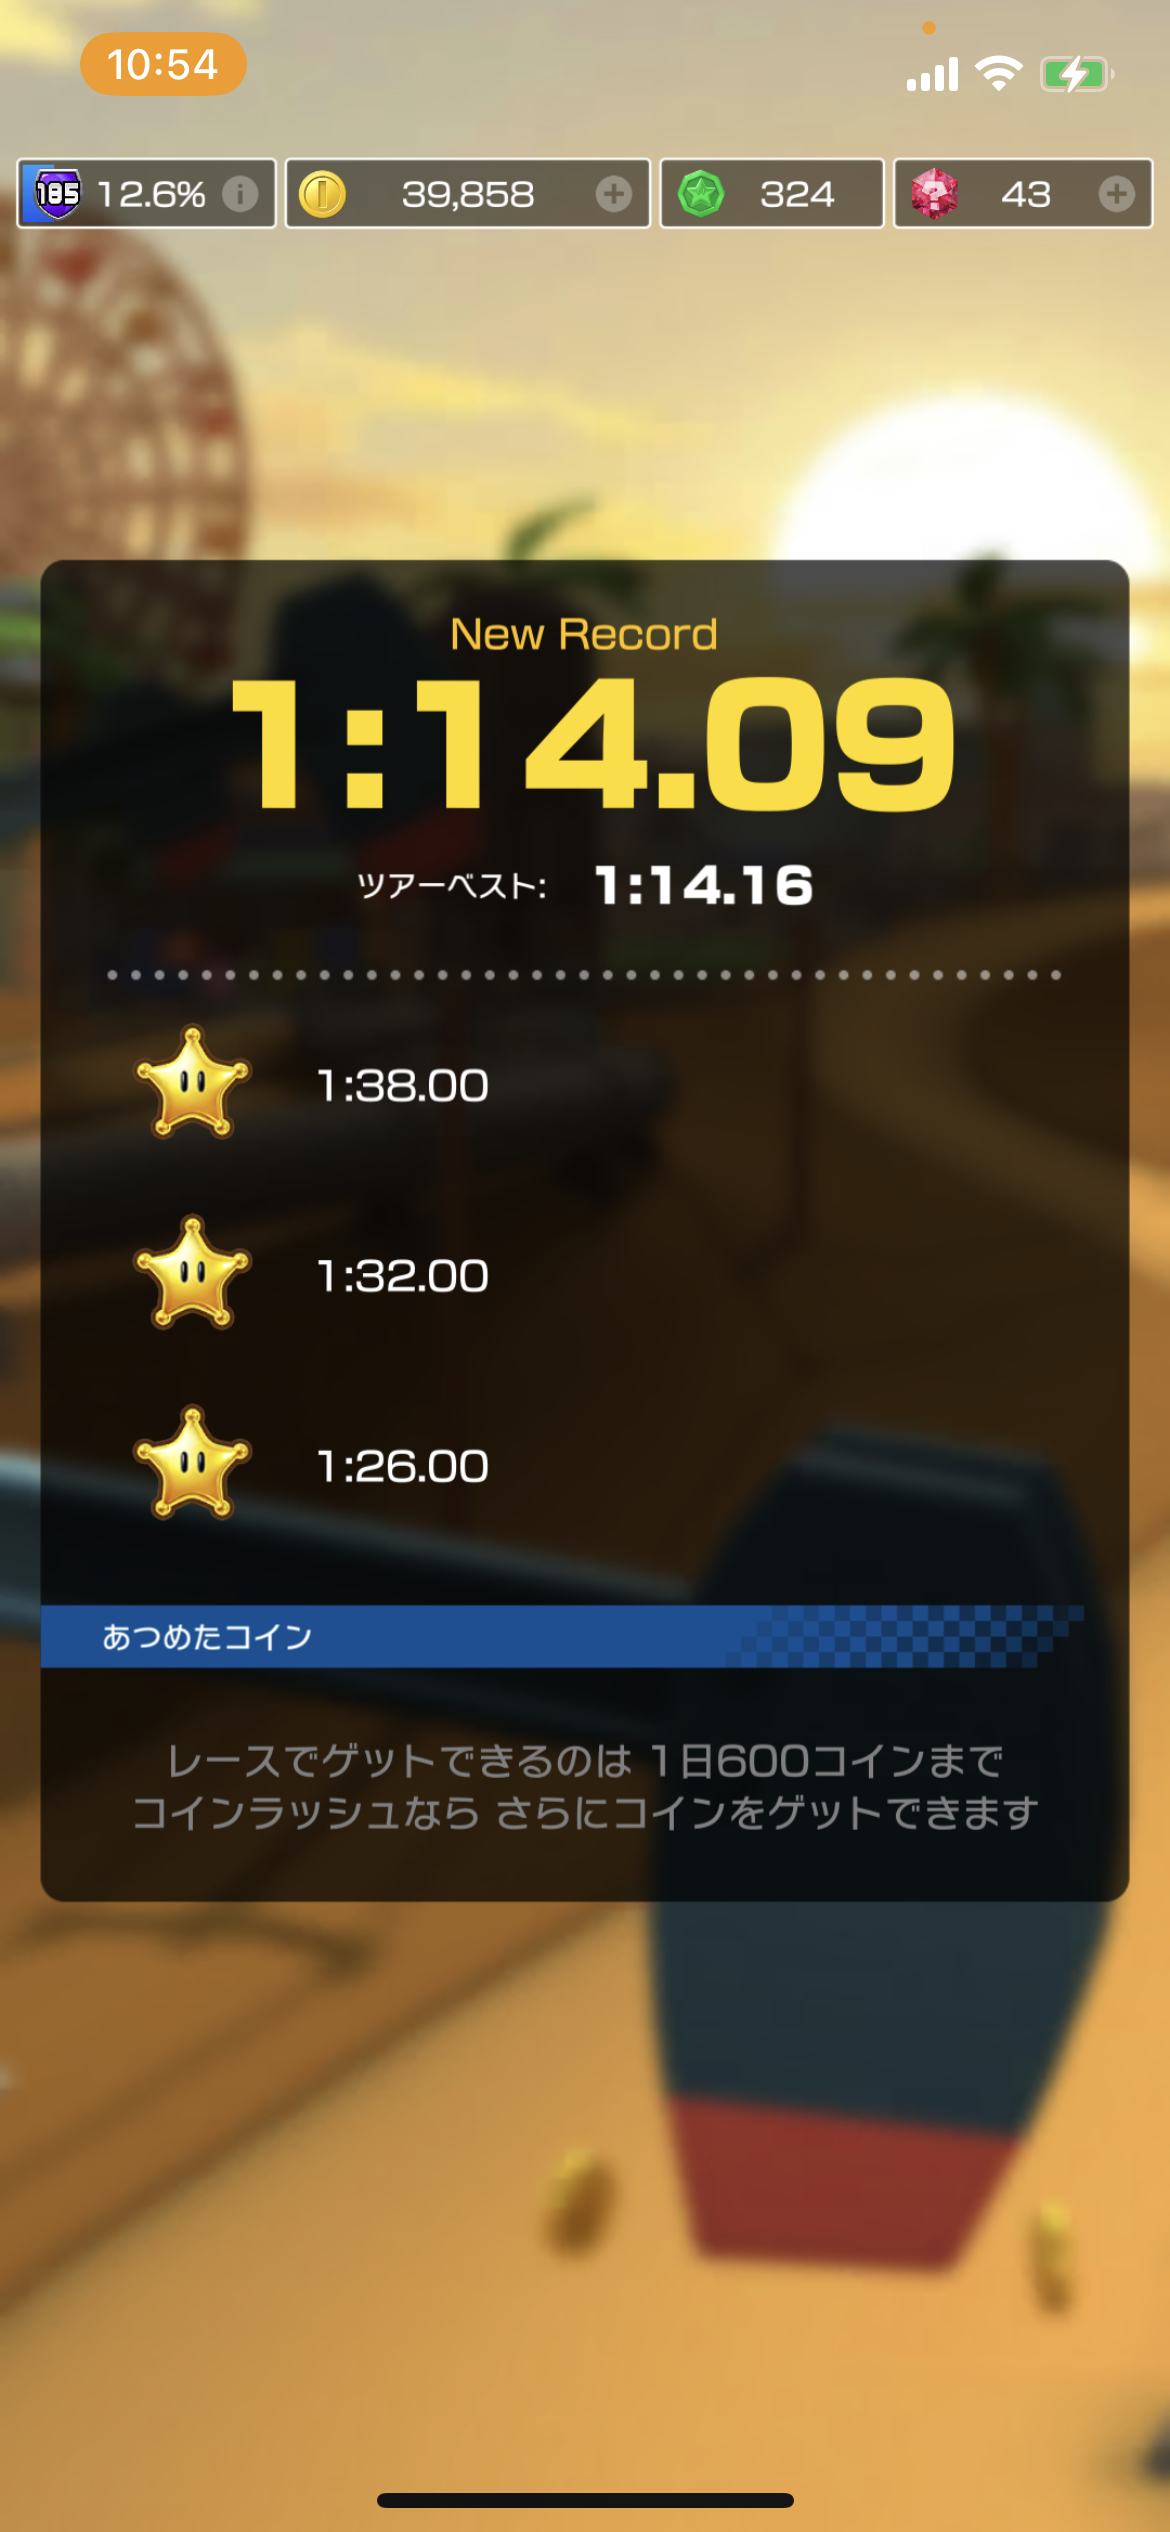 10:54
185 12.6% i 39,858 + 324 ? 43 +
New Record
1:14.09
ツアーベスト: 1:14.16
1:38.00
1:32.00
1:26.00
あつめたコイン
レースでゲットできるのは 1日600コインまで
コインラッシュなら さらにコインをゲットできます